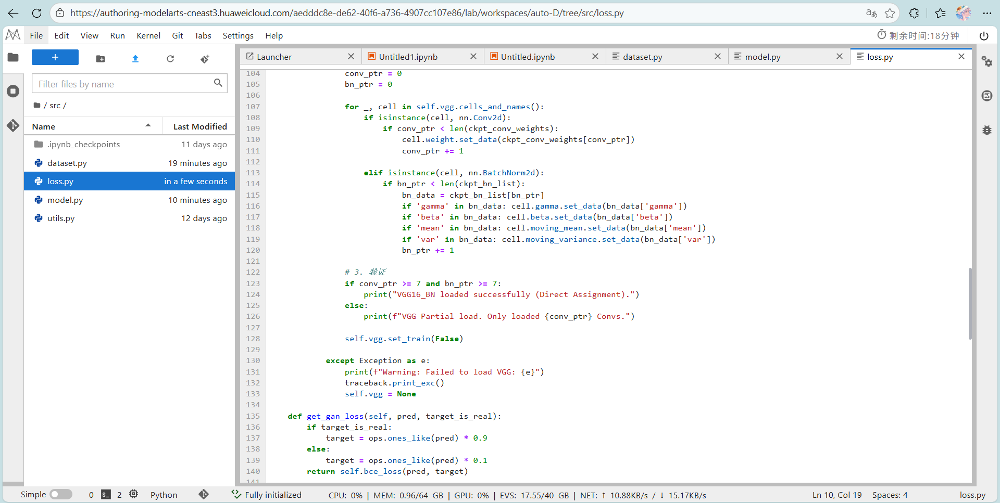 https://authoring-modelarts-cneast3.huaweicloud.com/aedddc8e-de62-40f6-a736-4907cc107e86/lab/workspaces/auto-D/tree/src/loss.py
File Edit View Run Kernel Git Tabs Settings Help 剩余时间:18分钟
Launcher Untitled1.ipynb Untitled.ipynb dataset.py model.py loss.py
Filter files by name
/ src /
Name Last Modified
.ipynb_checkpoints 11 days ago
dataset.py 19 minutes ago
loss.py in a few seconds
model.py 10 minutes ago
utils.py 12 days ago
104 conv_ptr = 0
105 bn_ptr = 0
106
107 for _, cell in self.vgg.cells_and_names():
108 if isinstance(cell, nn.Conv2d):
109 if conv_ptr < len(ckpt_conv_weights):
110 cell.weight.set_data(ckpt_conv_weights[conv_ptr])
111 conv_ptr += 1
112
113 elif isinstance(cell, nn.BatchNorm2d):
114 if bn_ptr < len(ckpt_bn_list):
115 bn_data = ckpt_bn_list[bn_ptr]
116 if 'gamma' in bn_data: cell.gamma.set_data(bn_data['gamma'])
117 if 'beta' in bn_data: cell.beta.set_data(bn_data['beta'])
118 if 'mean' in bn_data: cell.moving_mean.set_data(bn_data['mean'])
119 if 'var' in bn_data: cell.moving_variance.set_data(bn_data['var'])
120 bn_ptr += 1
121
122 # 3. 验证
123 if conv_ptr >= 7 and bn_ptr >= 7:
124 print("VGG16_BN loaded successfully (Direct Assignment).")
125 else:
126 print(f"VGG Partial load. Only loaded {conv_ptr} Convs.")
127
128 self.vgg.set_train(False)
129
130 except Exception as e:
131 print(f"Warning: Failed to load VGG: {e}")
132 traceback.print_exc()
133 self.vgg = None
134
135 def get_gan_loss(self, pred, target_is_real):
136 if target_is_real:
137 target = ops.ones_like(pred) * 0.9
138 else:
139 target = ops.ones_like(pred) * 0.1
140 return self.bce_loss(pred, target)
141
Simple 0 2 Python Fully initialized CPU: 0% | MEM: 0.96/64 GB | GPU: 0% | EVS: 17.55/40 GB | NET: ↑ 10.88KB/s / ↓ 15.17KB/s Ln 10, Col 19 Spaces: 4 loss.py